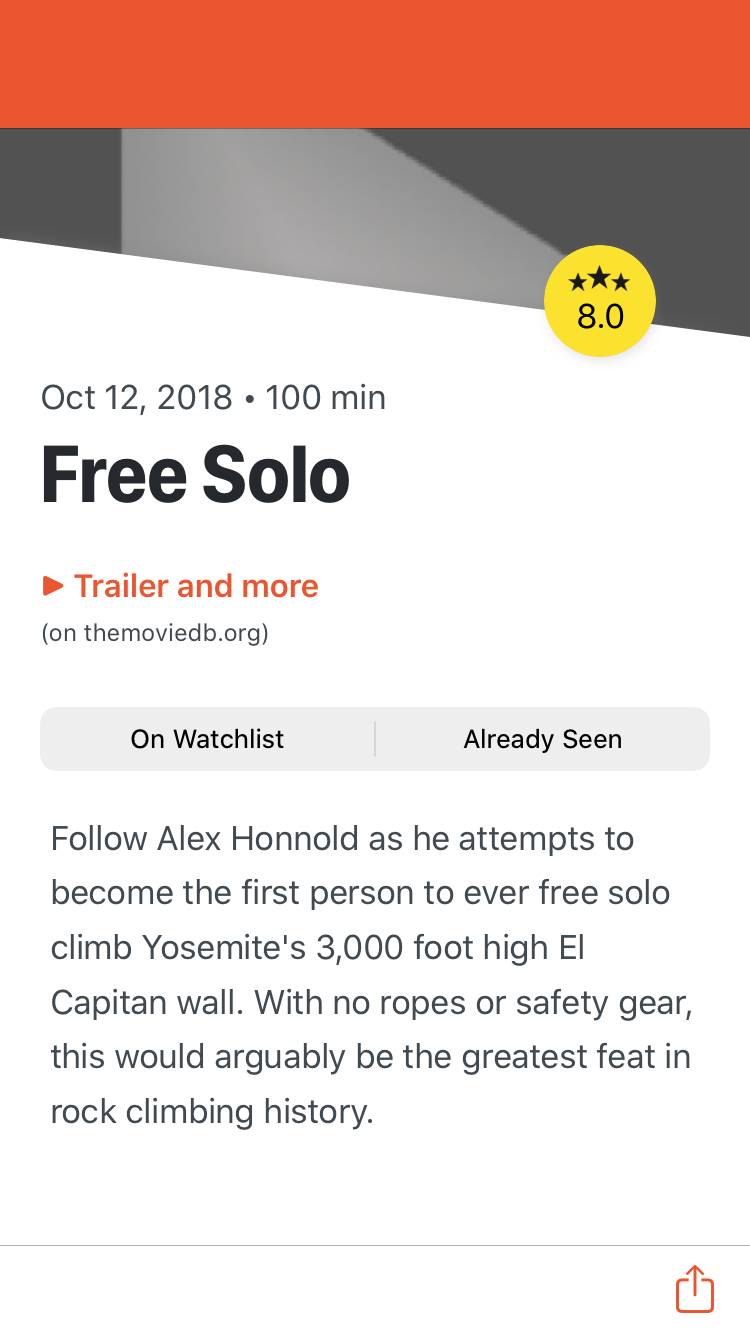 8.0
Oct 12, 2018 • 100 min
Free Solo
Trailer and more
(on themoviedb.org)
On Watchlist
Already Seen
Follow Alex Honnold as he attempts to
become the first person to ever free solo
climb Yosemite's 3,000 foot high El
Capitan wall. With no ropes or safety gear,
this would arguably be the greatest feat in
rock climbing history.